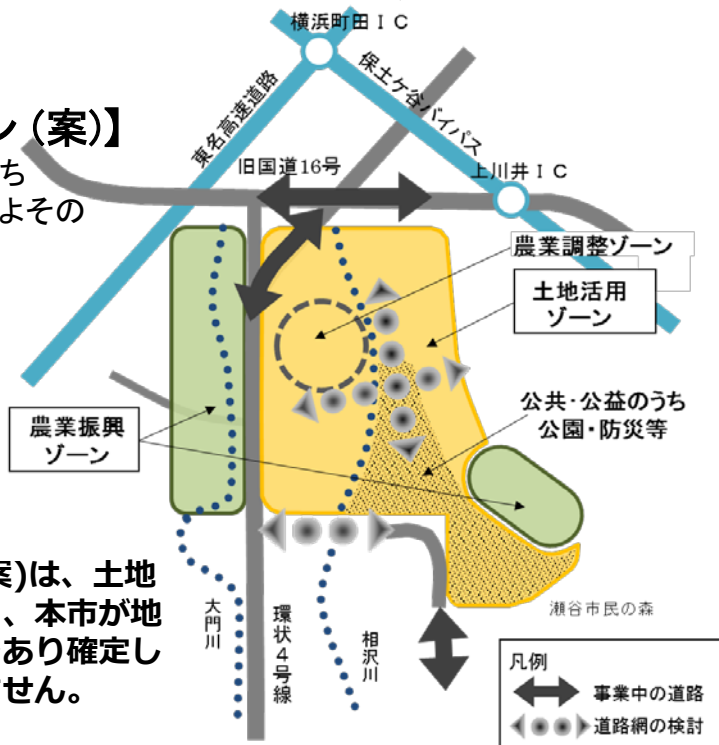 横浜町田ＩＣ
保土ケ谷バイパス
東名高速道路
ン（案）】
ち
よその
旧国道16号
上川井ＩＣ
農業調整ゾーン
土地活用
ゾーン
公共・公益のうち
公園・防災等
農業振興
ゾーン
案)は、土地
、本市が地
あり確定し
せん。
大門川
環状４号線
相沢川
瀬谷市民の森
凡例
事業中の道路
道路網の検討